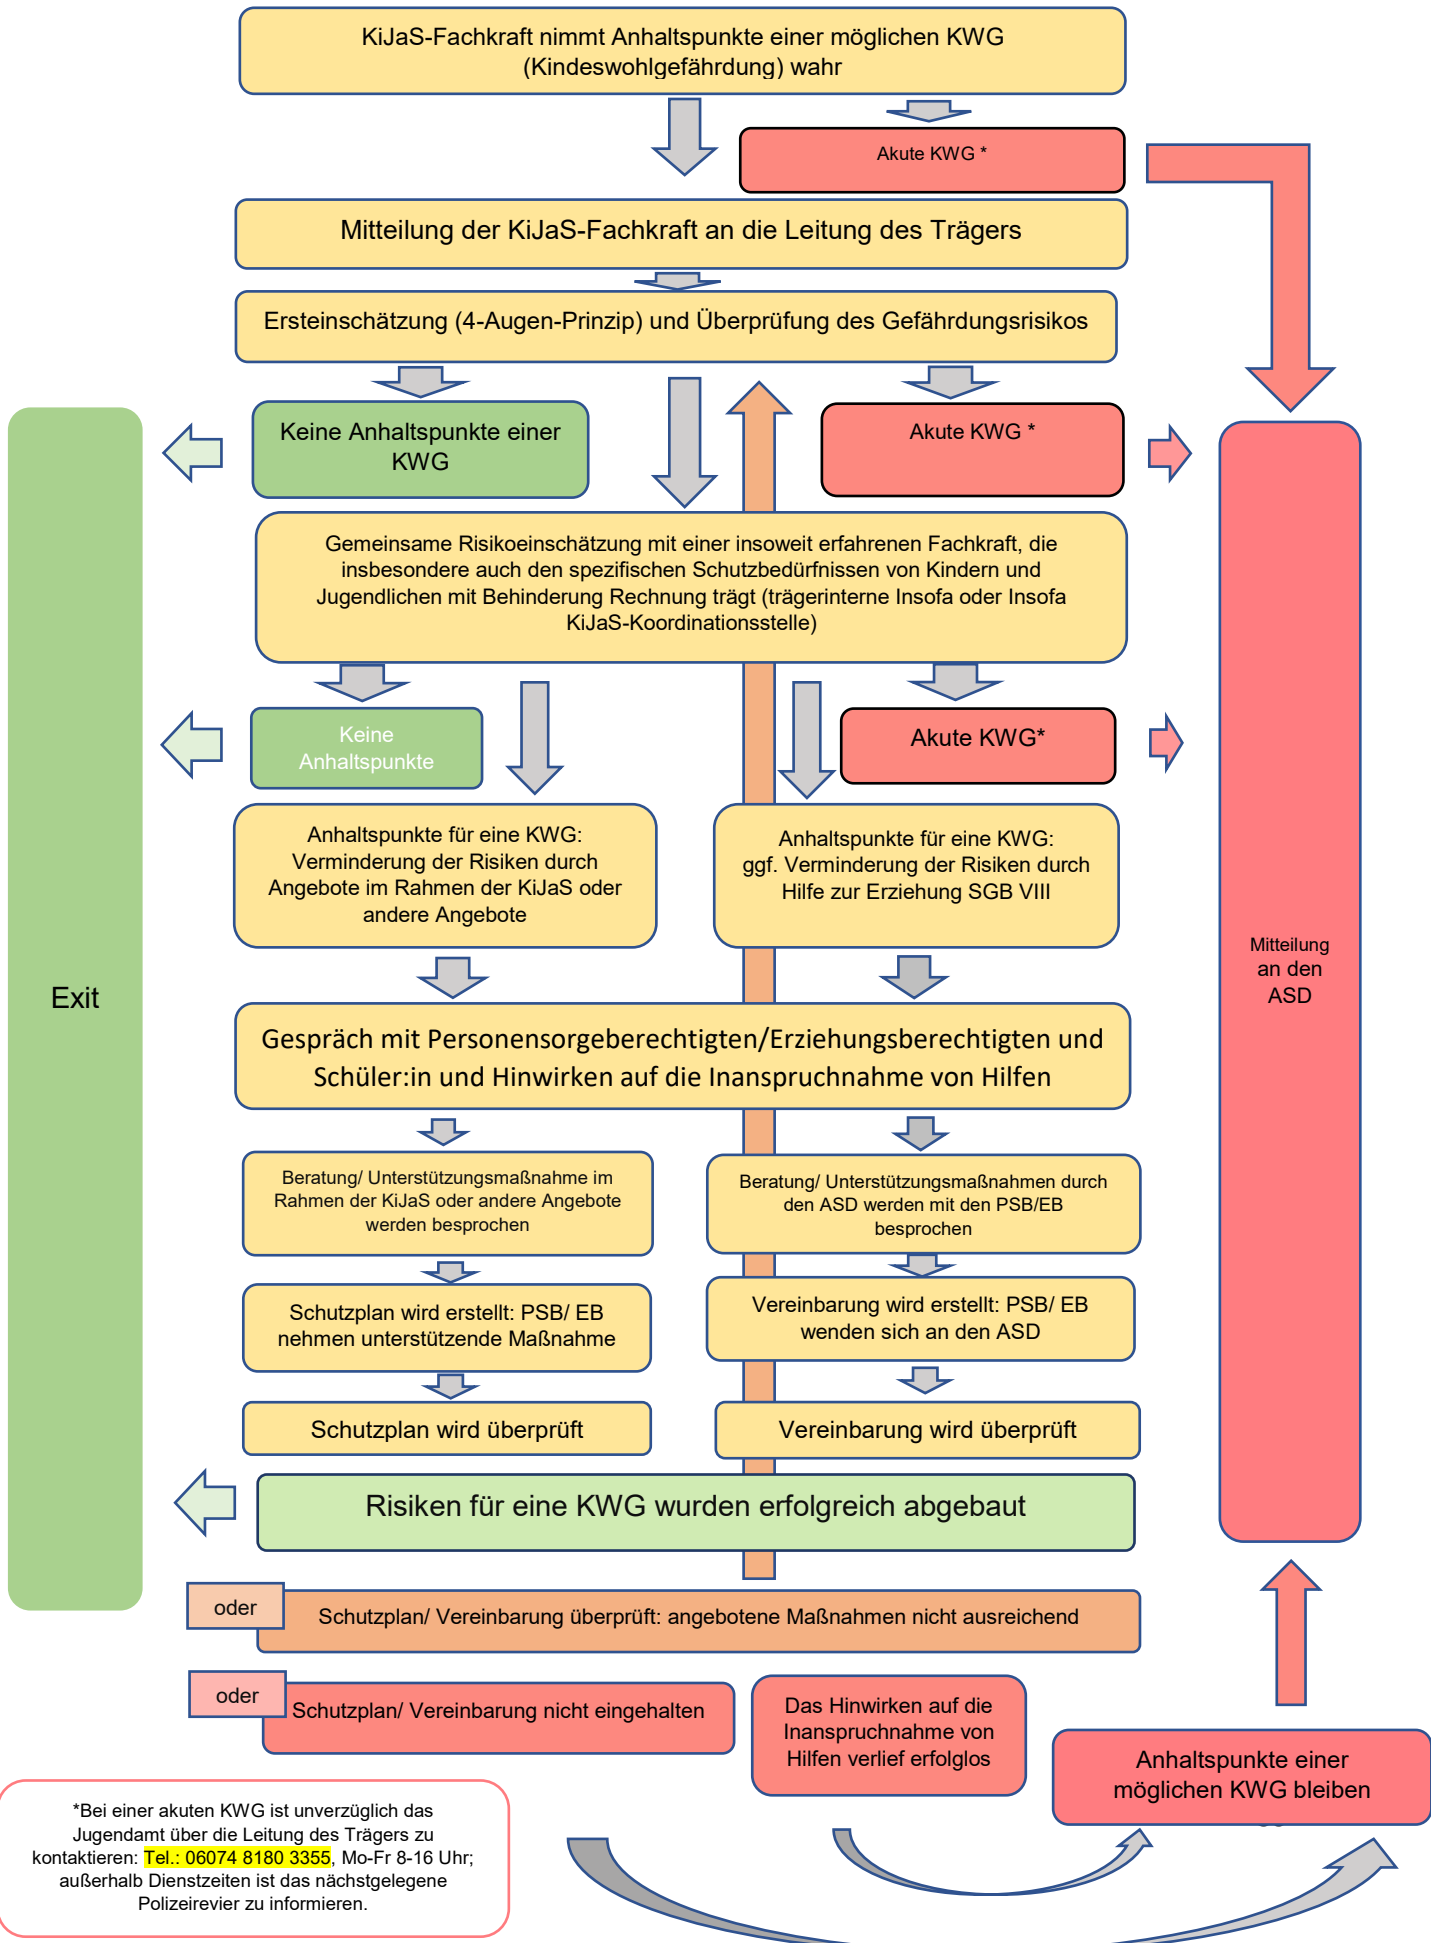 KiJaS-Fachkraft nimmt Anhaltspunkte einer möglichen KWG
(Kindeswohlgefährdung) wahr
Akute KWG *
Mitteilung der KiJaS-Fachkraft an die Leitung des Trägers
Ersteinschätzung (4-Augen-Prinzip) und Überprüfung des Gefährdungsrisikos
Keine Anhaltspunkte einer
KWG
Akute KWG *
Gemeinsame Risikoeinschätzung mit einer insoweit erfahrenen Fachkraft, die
insbesondere auch den spezifischen Schutzbedürfnissen von Kindern und
Jugendlichen mit Behinderung Rechnung trägt (trägerinterne Insofa oder Insofa
KiJaS-Koordinationsstelle)
Keine
Anhaltspunkte
Akute KWG*
Anhaltspunkte für eine KWG:
Verminderung der Risiken durch
Angebote im Rahmen der KiJaS oder
andere Angebote
Anhaltspunkte für eine KWG:
ggf. Verminderung der Risiken durch
Hilfe zur Erziehung SGB VIII
Exit
Mitteilung
an den
ASD
Gespräch mit Personensorgeberechtigten/Erziehungsberechtigten und
Schüler:in und Hinwirken auf die Inanspruchnahme von Hilfen
Beratung/ Unterstützungsmaßnahme im
Rahmen der KiJaS oder andere Angebote
werden besprochen
Beratung/ Unterstützungsmaßnahmen durch
den ASD werden mit den PSB/EB
besprochen
Schutzplan wird erstellt: PSB/ EB
nehmen unterstützende Maßnahme
Vereinbarung wird erstellt: PSB/ EB
wenden sich an den ASD
Schutzplan wird überprüft
Vereinbarung wird überprüft
Risiken für eine KWG wurden erfolgreich abgebaut
oder
Schutzplan/ Vereinbarung überprüft: angebotene Maßnahmen nicht ausreichend
oder
Schutzplan/ Vereinbarung nicht eingehalten
Das Hinwirken auf die
Inanspruchnahme von
Hilfen verlief erfolglos
Anhaltspunkte einer
möglichen KWG bleiben
*Bei einer akuten KWG ist unverzüglich das
Jugendamt über die Leitung des Trägers zu
kontaktieren: Tel.: 06074 8180 3355, Mo-Fr 8-16 Uhr;
außerhalb Dienstzeiten ist das nächstgelegene
Polizeirevier zu informieren.